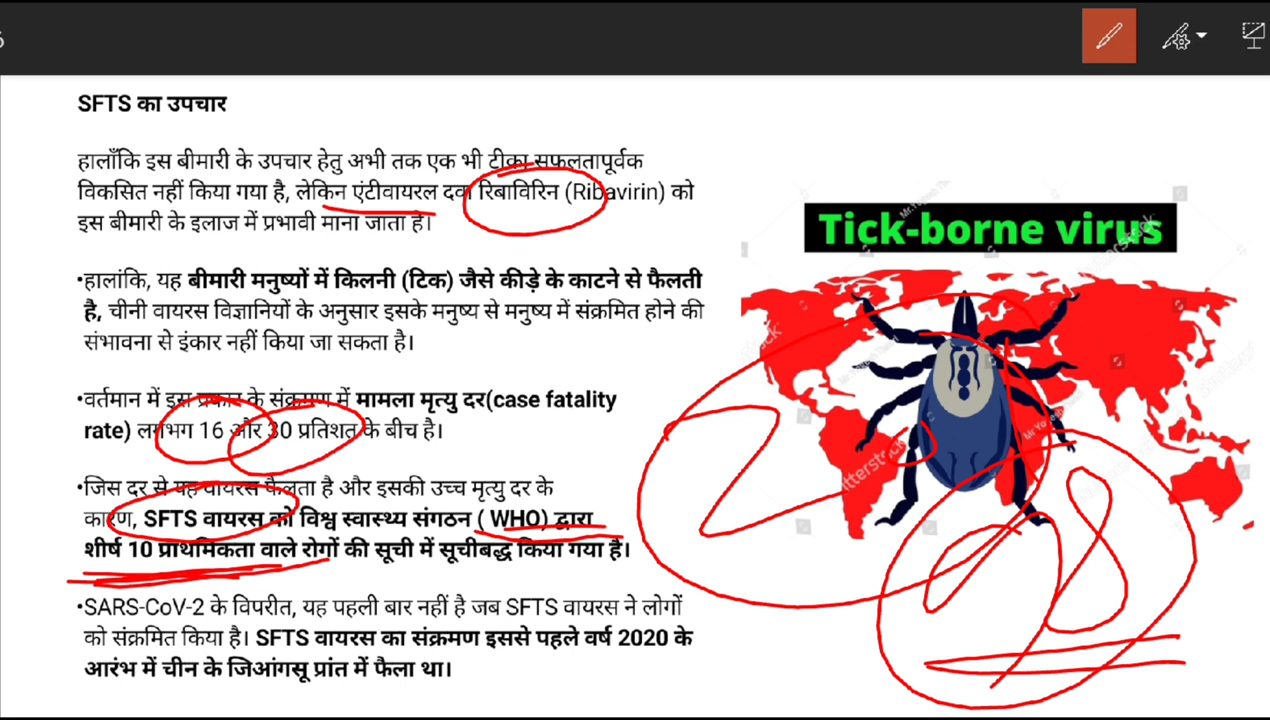 SFTS का उपचार
हालाँकि इस बीमारी के उपचार हेतु अभी तक एक भी टीका सफलतापूर्वक
विकसित नहीं किया गया है, लेकिन एंटीवायरल दवा रिबाविरिन (Ribavirin) को
इस बीमारी के इलाज में प्रभावी माना जाता है।
•हालांकि, यह बीमारी मनुष्यों में किलनी (टिक) जैसे कीड़े के काटने से फैलती
है, चीनी वायरस विज्ञानियों के अनुसार इसके मनुष्य से मनुष्य में संक्रमित होने की
संभावना से इंकार नहीं किया जा सकता है।
•वर्तमान में इस प्रकार के संक्रमण में मामला मृत्यु दर(case fatality
rate) लगभग 16 और 30 प्रतिशत के बीच है।
•जिस दर से यह वायरस फैलता है और इसकी उच्च मृत्यु दर के
कारण, SFTS वायरस को विश्व स्वास्थ्य संगठन ( WHO) द्वारा
शीर्ष 10 प्राथमिकता वाले रोगों की सूची में सूचीबद्ध किया गया है।
•SARS-CoV-2 के विपरीत, यह पहली बार नहीं है जब SFTS वायरस ने लोगों
को संक्रमित किया है। SFTS वायरस का संक्रमण इससे पहले वर्ष 2020 के
आरंभ में चीन के जिआंगसू प्रांत में फैला था।
Tick-borne virus